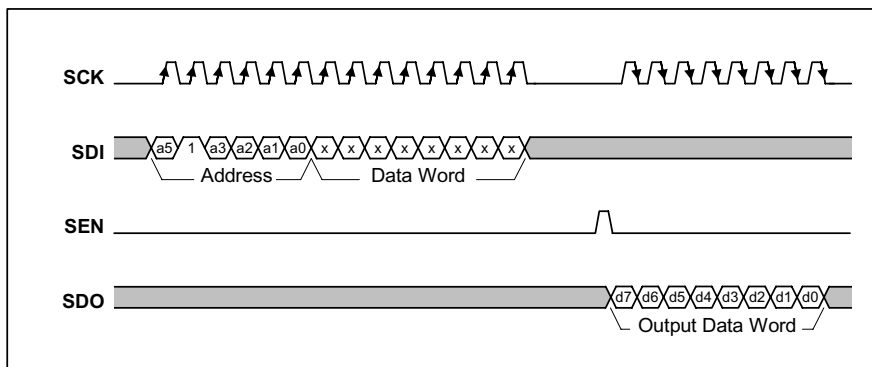 SCK
SDI a5 1 a3 a2 a1 a0 x x x x x x x x
Address Data Word
SEN
SDO d7 d6 d5 d4 d3 d2 d1 d0
Output Data Word